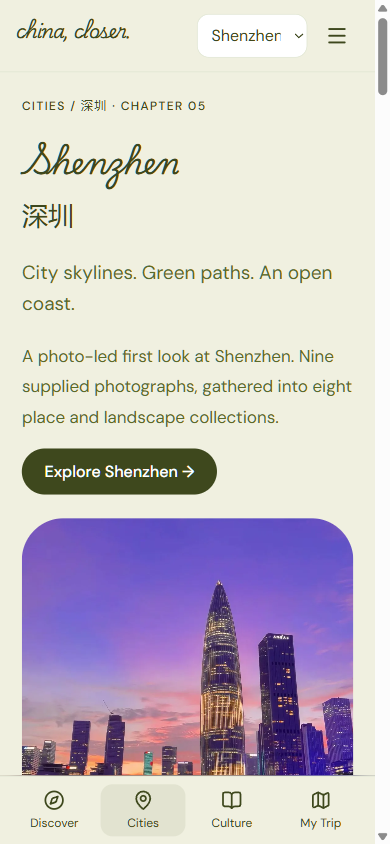 china, closer.
Shenzhen
CITIES / 深圳 · CHAPTER 05
Shenzhen
深圳
City skylines. Green paths. An open
coast.
A photo-led first look at Shenzhen. Nine
supplied photographs, gathered into eight
place and landscape collections.
Explore Shenzhen →
Discover
Cities
Culture
My Trip